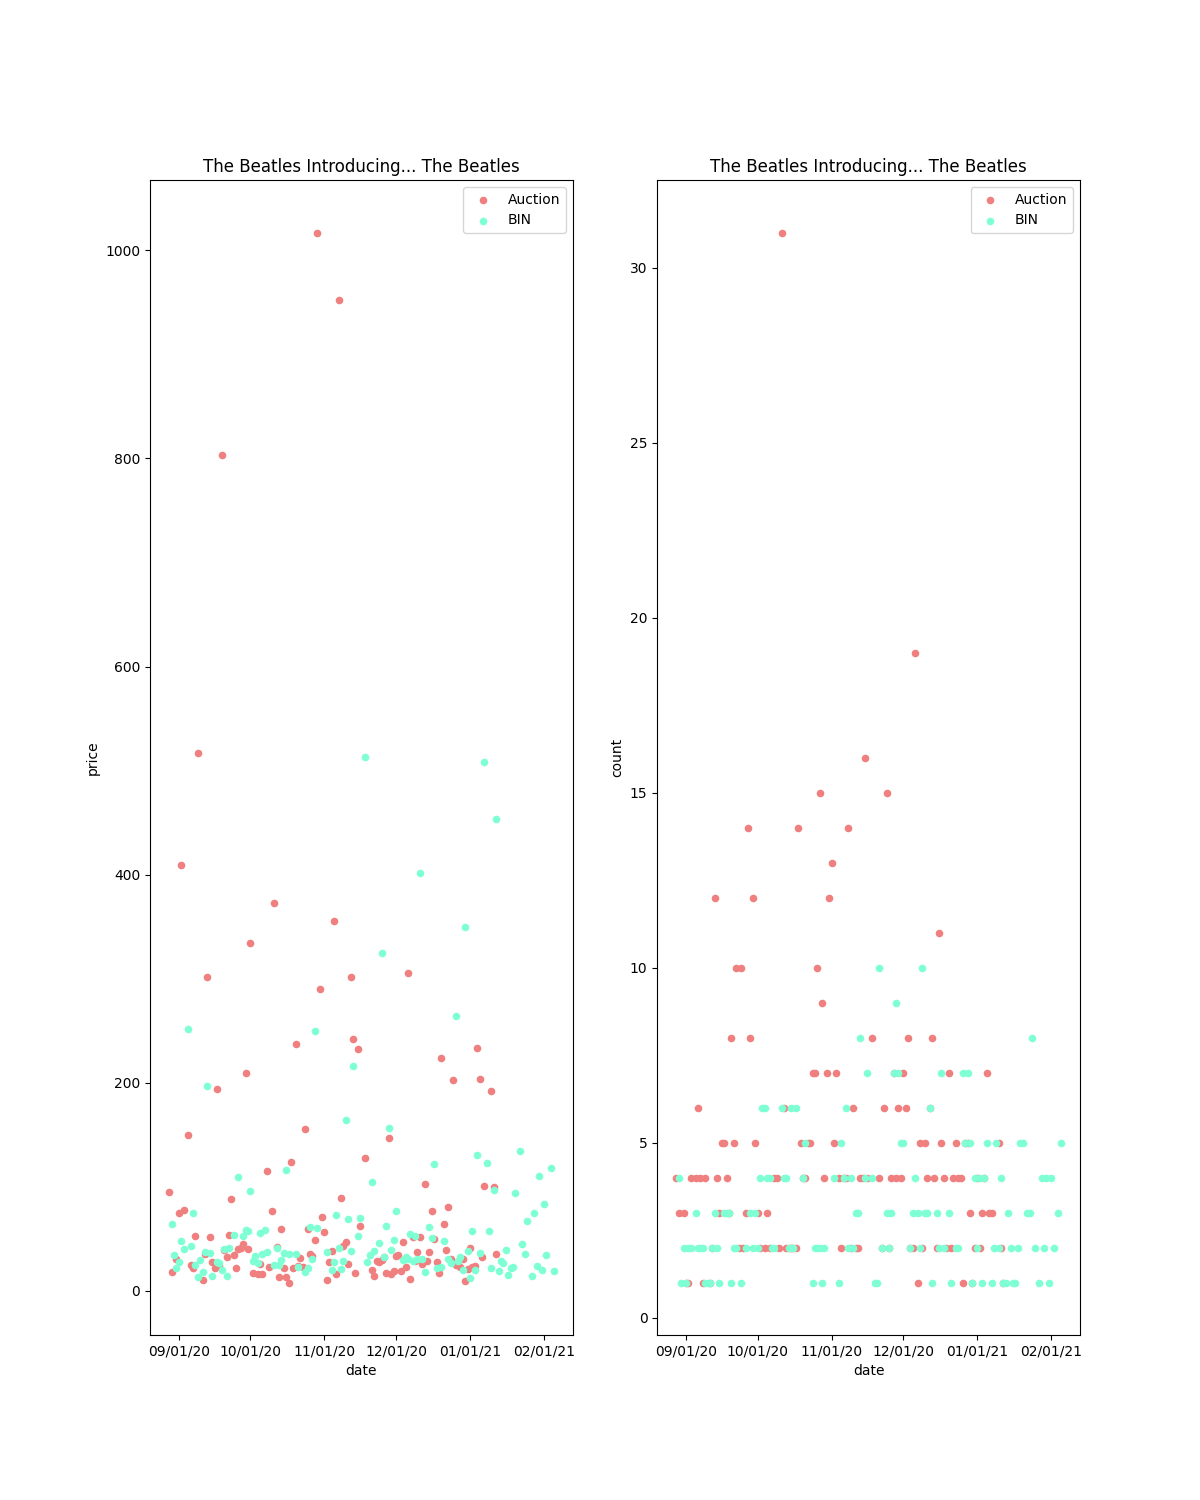 The Beatles Introducing... The Beatles
Auction
BIN
1000
800
600
400
200
0
price
09/01/20 10/01/20 11/01/20 12/01/20 01/01/21 02/01/21
date
The Beatles Introducing... The Beatles
Auction
BIN
30
25
20
15
10
5
0
count
09/01/20 10/01/20 11/01/20 12/01/20 01/01/21 02/01/21
date